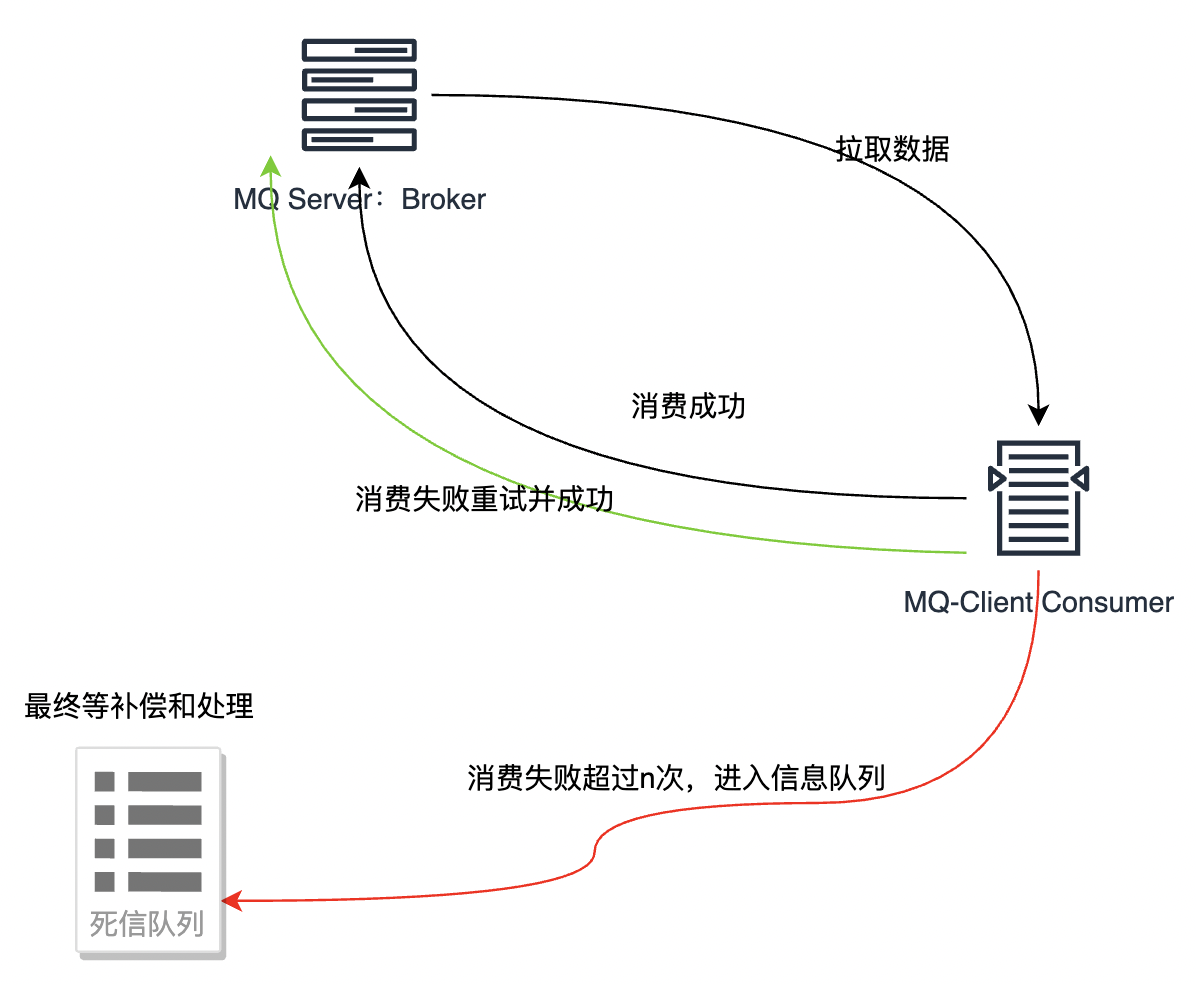 拉取数据
MQ Server：Broker
消费成功
消费失败重试并成功
MQ-Client Consumer
最终等补偿和处理
消费失败超过n次，进入信息队列
死信队列